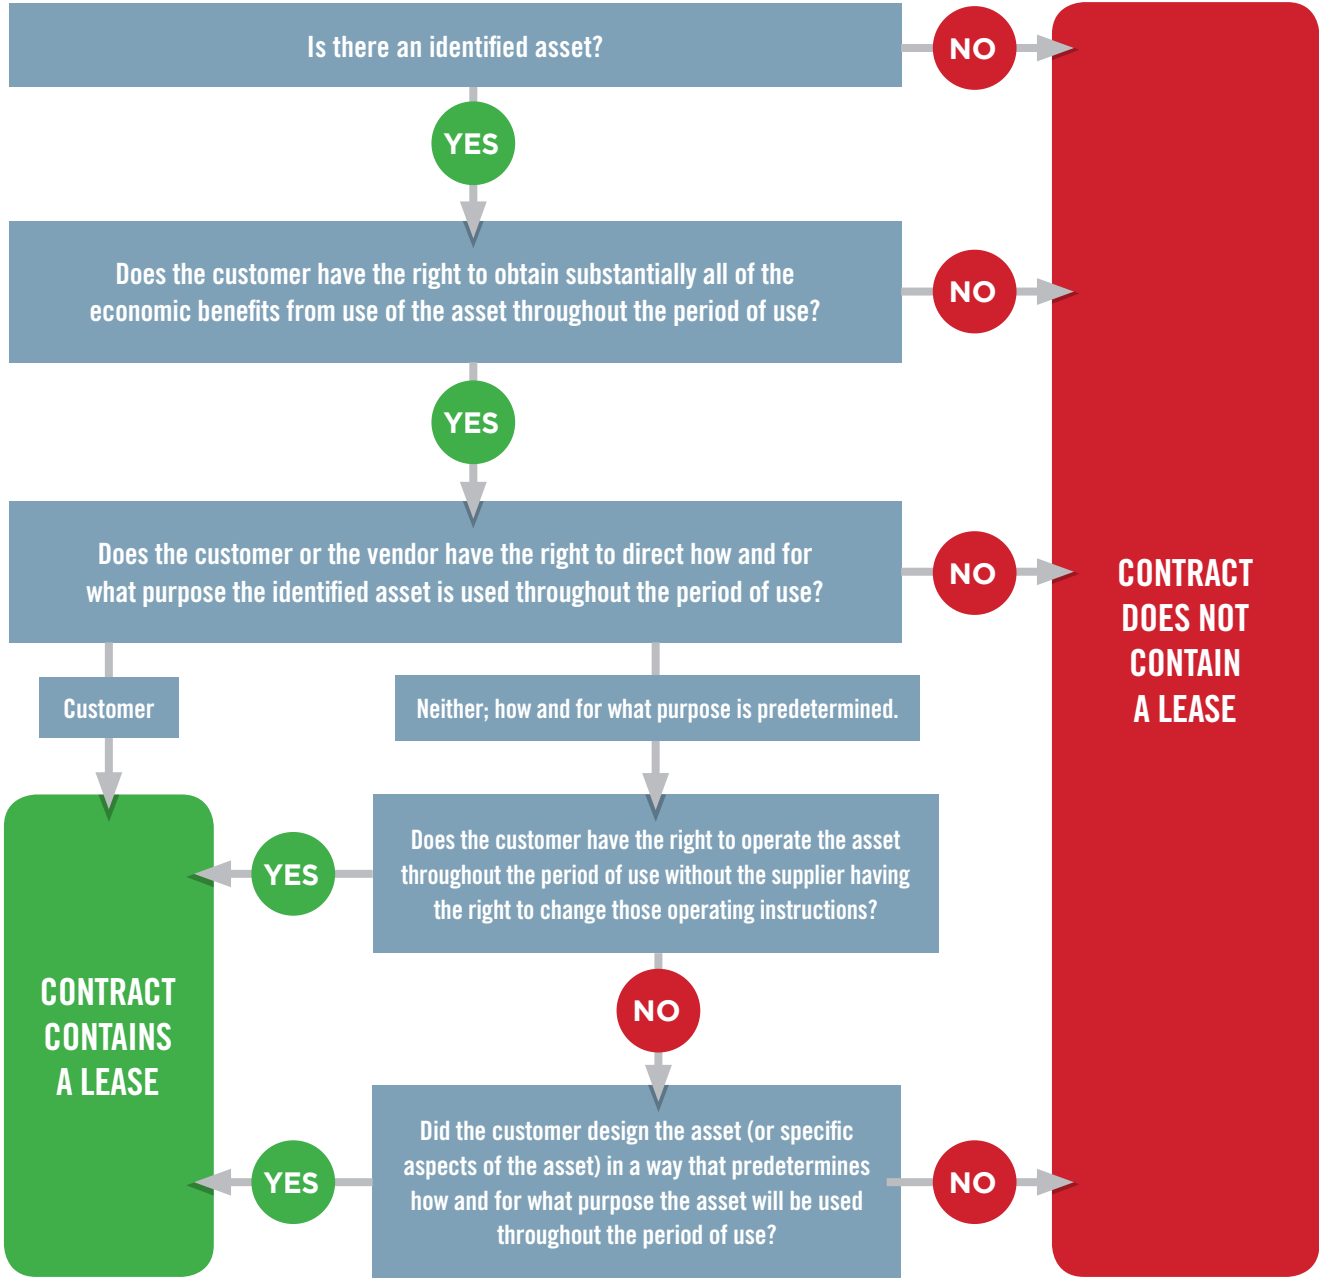 Is there an identified asset?
NO
YES
Does the customer have the right to obtain substantially all of the
economic benefits from use of the asset throughout the period of use?
NO
YES
Does the customer or the vendor have the right to direct how and for
what purpose the identified asset is used throughout the period of use?
NO
CONTRACT
DOES NOT
CONTAIN
A LEASE
Customer
Neither; how and for what purpose is predetermined.
Does the customer have the right to operate the asset
throughout the period of use without the supplier having
the right to change those operating instructions?
YES
CONTRACT
CONTAINS
A LEASE
NO
Did the customer design the asset (or specific
aspects of the asset) in a way that predetermines
how and for what purpose the asset will be used
throughout the period of use?
YES
NO